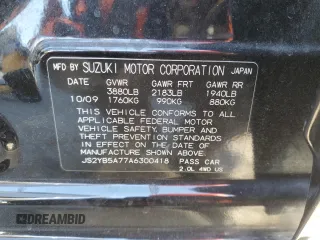 MFD BY SUZUKI MOTOR CORPORATION JAPAN
DATE GVWR GAWR FRT GAWR RR
3880LB 2183LB 1940LB
10/09 1760KG 990KG 880KG
THIS VEHICLE CONFORMS TO ALL
APPLICABLE FEDERAL MOTOR
VEHICLE SAFETY, BUMPER AND
THEFT PREVENTION STANDARDS
IN EFFECT ON THE DATE OF
MANUFACTURE SHOWN ABOVE.
JS2YB5A77A6300418 PASS CAR
2.0L 4WD US
DREAMBID